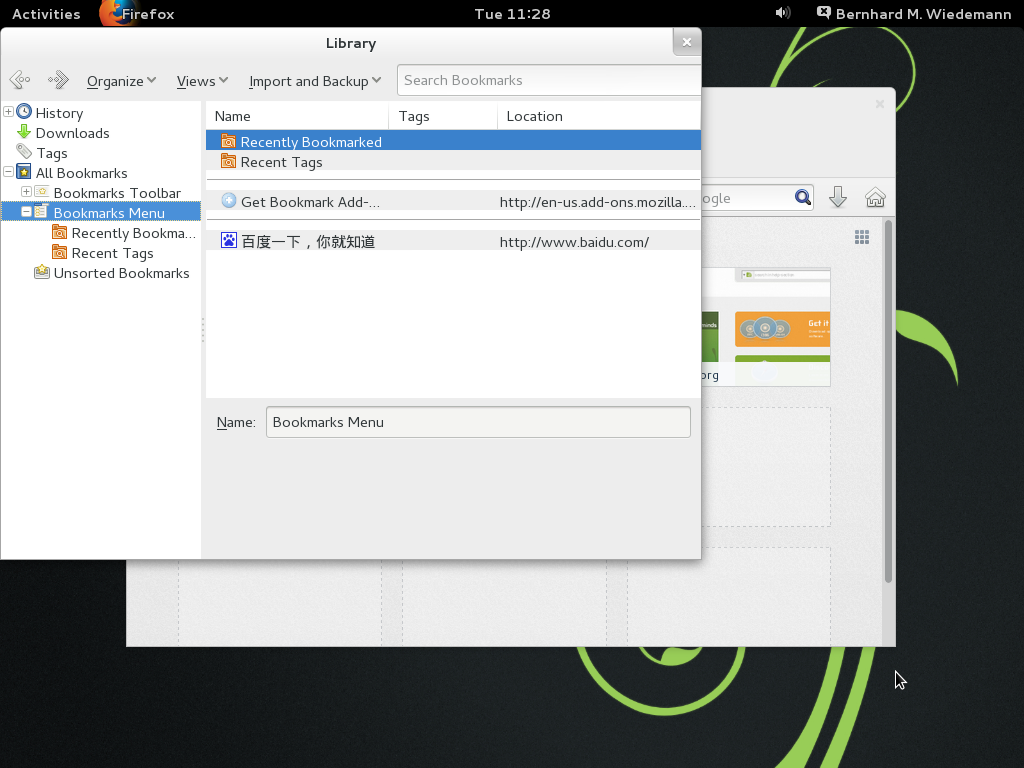 Activities Firefox Tue 11:28 Bernhard M. Wiedemann
Library
Organize Views Import and Backup Search Bookmarks
History
Downloads
Tags
All Bookmarks
Bookmarks Toolbar
Bookmarks Menu
Recently Bookma...
Recent Tags
Unsorted Bookmarks
Name Tags Location
Recently Bookmarked
Recent Tags
Get Bookmark Add-... http://en-us.add-ons.mozilla....
百度一下，你就知道 http://www.baidu.com/
Name: Bookmarks Menu
ogle
Get it
org